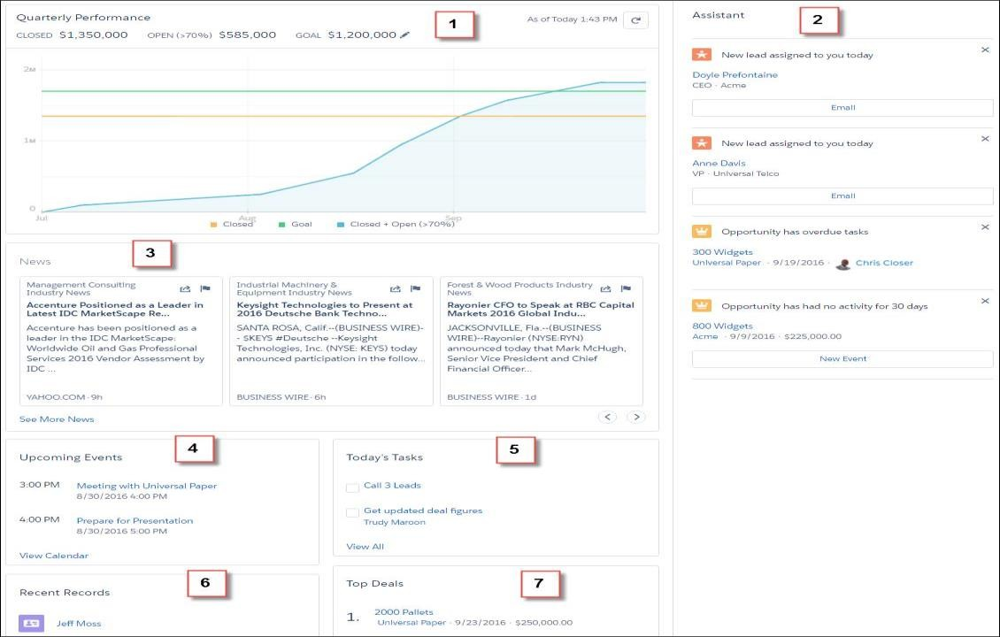 Quarterly Performance
1
As of Today 1:43 PM
CLOSED $1,350,000 OPEN (>70%) $585,000 GOAL $1,200,000
2M
1M
0
Jul Aug Sep
Closed Goal Closed + Open (>70%)
News
3
Management Consulting
Industry News
Accenture Positioned as a Leader in
Latest IDC MarketScape Re...
Accenture has been positioned as a
leader in the IDC MarketScape:
Worldwide Oil and Gas Professional
Services 2016 Vendor Assessment by
IDC ...
YAHOO.COM · 9h
Industrial Machinery &
Equipment Industry News
Keysight Technologies to Present at
2016 Deutsche Bank Techno...
SANTA ROSA, Calif.--(BUSINESS WIRE)-
- $KEYS #Deutsche --Keysight
Technologies, Inc. (NYSE: KEYS) today
announced participation in the follow...
BUSINESS WIRE · 6h
Forest & Wood Products Industry
News
Rayonier CFO to Speak at RBC Capital
Markets 2016 Global Indu...
JACKSONVILLE, Fla.--(BUSINESS
WIRE)--Rayonier (NYSE:RYN)
announced today that Mark McHugh,
Senior Vice President and Chief
Financial Officer...
BUSINESS WIRE · 1d
See More News
Upcoming Events
4
3:00 PM Meeting with Universal Paper
8/30/2016 4:00 PM
4:00 PM Prepare for Presentation
8/30/2016 5:00 PM
View Calendar
Today's Tasks
5
Call 3 Leads
Get updated deal figures
Trudy Maroon
View All
Recent Records
6
Jeff Moss
Top Deals
7
1. 2000 Pallets
Universal Paper · 9/23/2016 · $250,000.00
Assistant
2
New lead assigned to you today
Doyle Prefontaine
CEO · Acme
Email
New lead assigned to you today
Anne Davis
VP · Universal Telco
Email
Opportunity has overdue tasks
300 Widgets
Universal Paper · 9/19/2016 · Chris Closer
Opportunity has had no activity for 30 days
800 Widgets
Acme · 9/9/2016 · $225,000.00
New Event